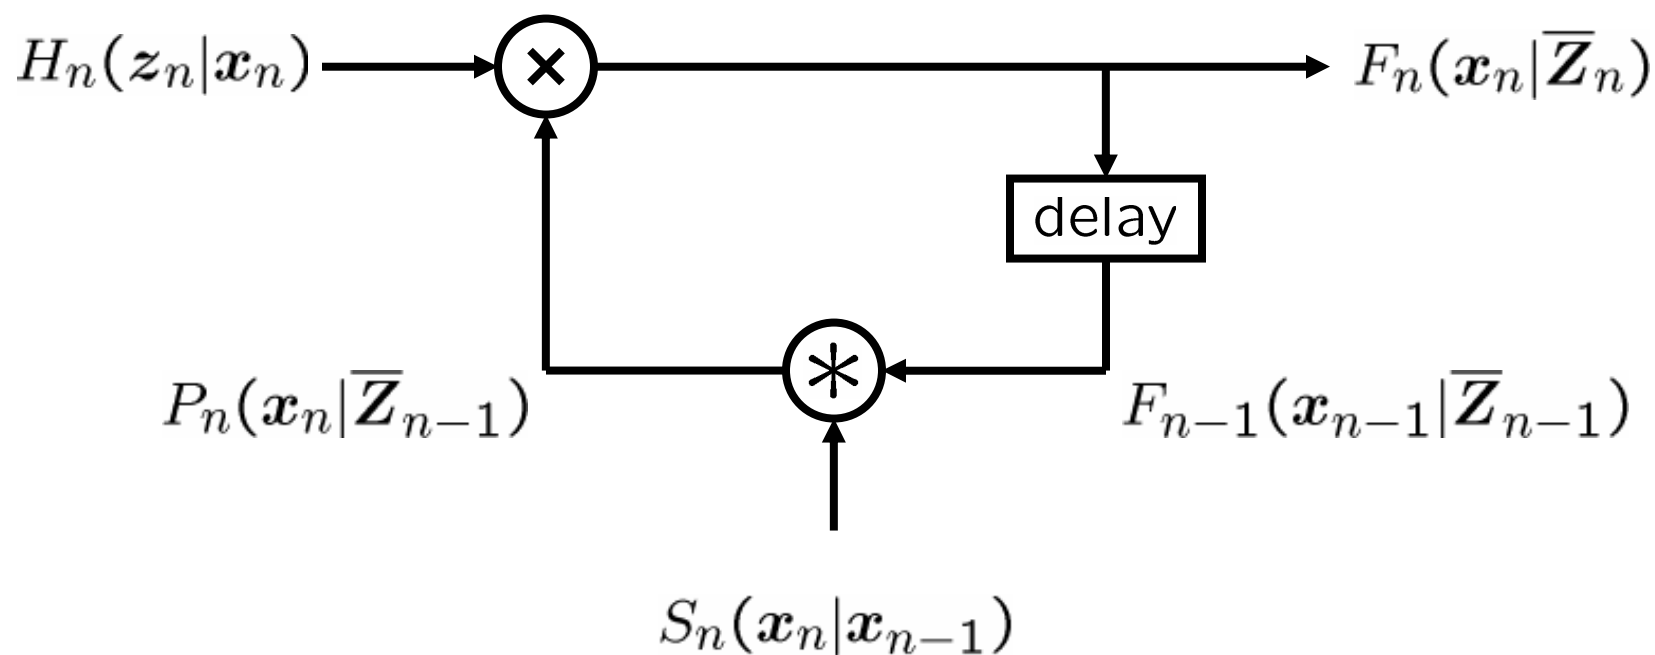 Hₙ(𝒛ₙ|𝒙ₙ)
×
Fₙ(𝒙ₙ|𝒁̅ₙ)
delay
*
Pₙ(𝒙ₙ|𝒁̅ₙ₋₁)
Fₙ₋₁(𝒙ₙ₋₁|𝒁̅ₙ₋₁)
Sₙ(𝒙ₙ|𝒙ₙ₋₁)